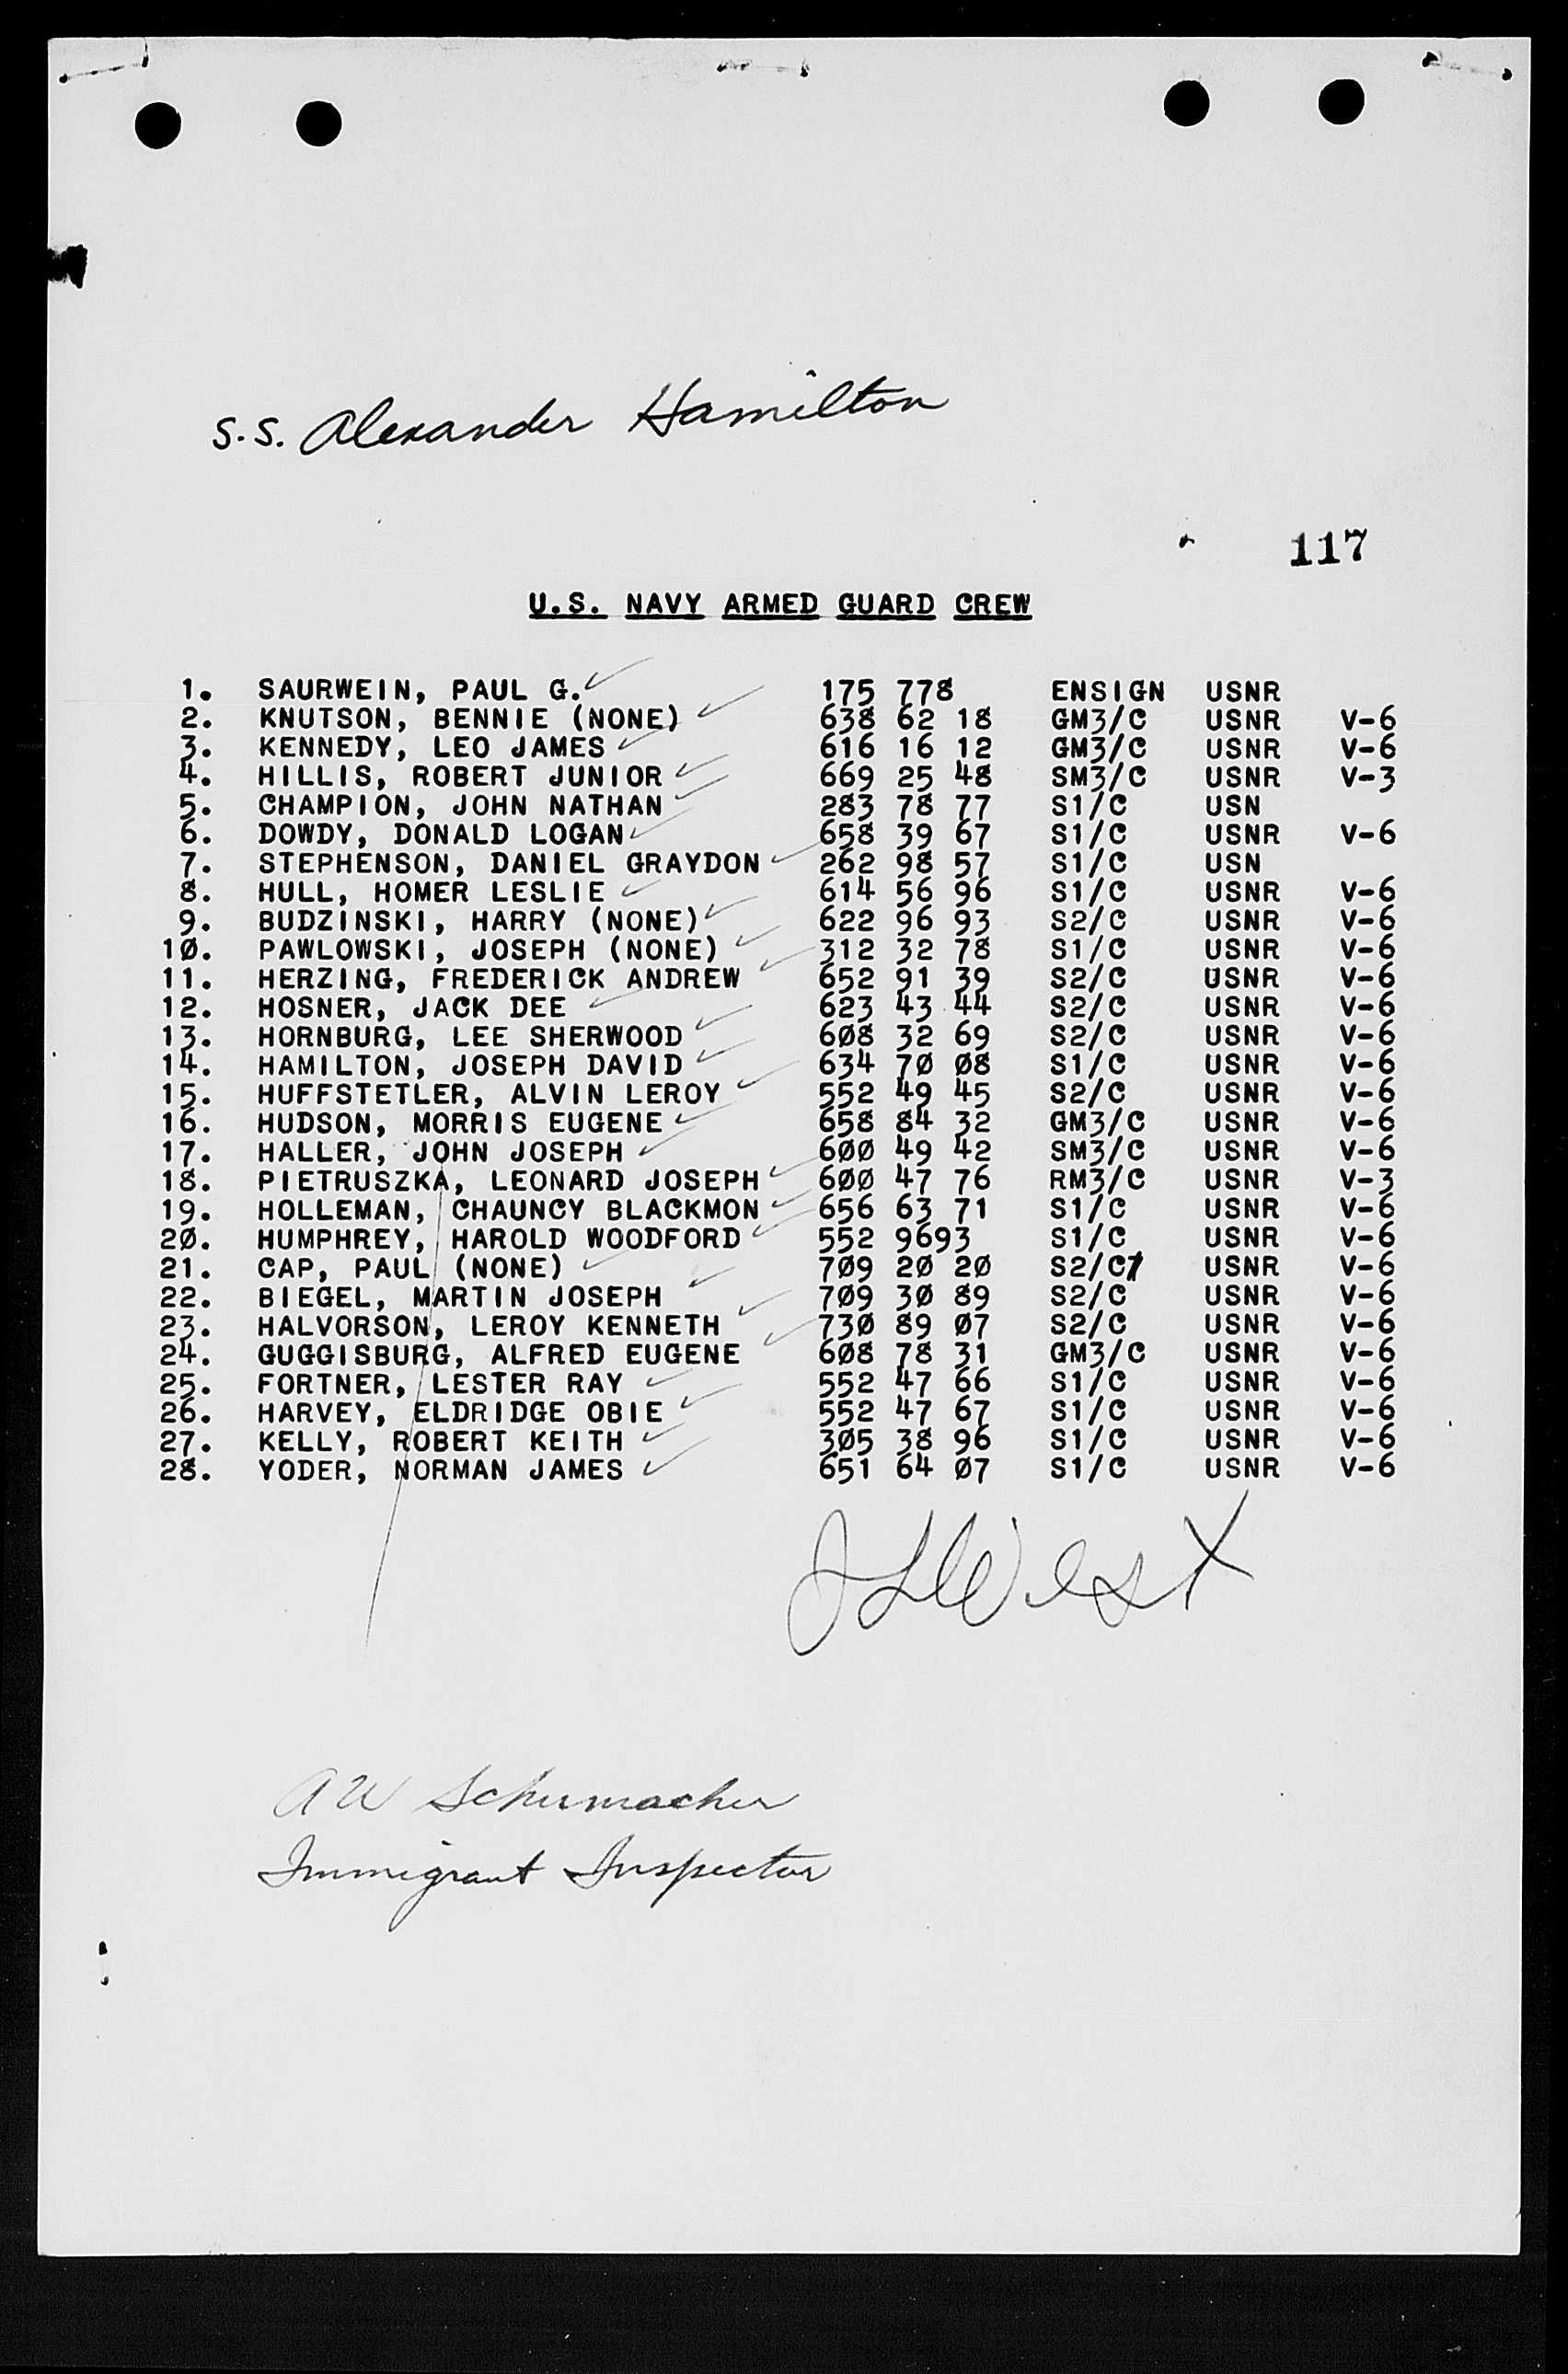 S.S. Alexander Hamilton
117
U.S. NAVY ARMED GUARD CREW
1. SAURWEIN, PAUL G. 175 778 ENSIGN USNR
2. KNUTSON, BENNIE (NONE) 638 62 18 GM3/C USNR V-6
3. KENNEDY, LEO JAMES 616 16 12 GM3/C USNR V-6
4. HILLIS, ROBERT JUNIOR 669 25 48 SM3/C USNR V-3
5. CHAMPION, JOHN NATHAN 283 78 77 S1/C USN
6. DOWDY, DONALD LOGAN 658 39 67 S1/C USNR V-6
7. STEPHENSON, DANIEL GRAYDON 262 98 57 S1/C USN
8. HULL, HOMER LESLIE 614 56 96 S1/C USNR V-6
9. BUDZINSKI, HARRY (NONE) 622 96 93 S2/C USNR V-6
10. PAWLOWSKI, JOSEPH (NONE) 312 32 78 S1/C USNR V-6
11. HERZING, FREDERICK ANDREW 652 91 39 S2/C USNR V-6
12. HOSNER, JACK DEE 623 43 44 S2/C USNR V-6
13. HORNBURG, LEE SHERWOOD 608 32 69 S2/C USNR V-6
14. HAMILTON, JOSEPH DAVID 634 70 08 S1/C USNR V-6
15. HUFFSTETLER, ALVIN LEROY 552 49 45 S2/C USNR V-6
16. HUDSON, MORRIS EUGENE 658 84 32 GM3/C USNR V-6
17. HALLER, JOHN JOSEPH 600 49 42 SM3/C USNR V-6
18. PIETRUSZKA, LEONARD JOSEPH 600 47 76 RM3/C USNR V-3
19. HOLLEMAN, CHAUNCY BLACKMON 656 63 71 S1/C USNR V-6
20. HUMPHREY, HAROLD WOODFORD 552 9693 S1/C USNR V-6
21. CAP, PAUL (NONE) 709 20 20 S2/C USNR V-6
22. BIEGEL, MARTIN JOSEPH 709 30 89 S2/C USNR V-6
23. HALVORSON, LEROY KENNETH 730 89 07 S2/C USNR V-6
24. GUGGISBURG, ALFRED EUGENE 608 78 31 GM3/C USNR V-6
25. FORTNER, LESTER RAY 552 47 66 S1/C USNR V-6
26. HARVEY, ELDRIDGE OBIE 552 47 67 S1/C USNR V-6
27. KELLY, ROBERT KEITH 305 38 96 S1/C USNR V-6
28. YODER, NORMAN JAMES 651 64 07 S1/C USNR V-6
JLWest
A W Schumacher
Immigrant Inspector